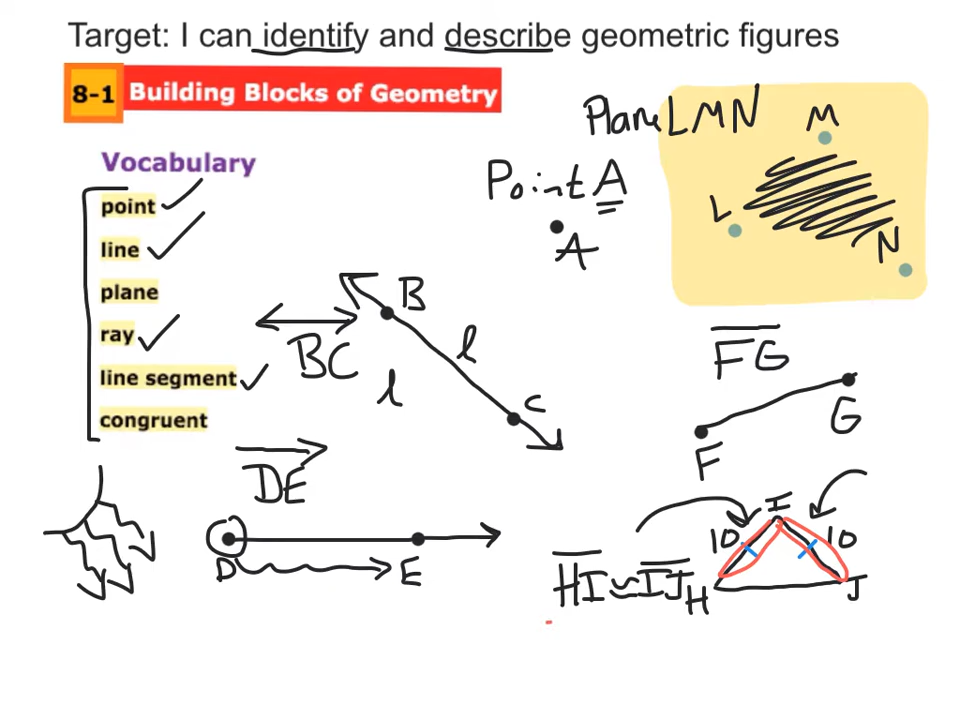 Target: I can identify and describe geometric figures
8-1 Building Blocks of Geometry
Vocabulary
point
line
plane
ray
line segment
congruent
Plane LMN
M
L
N
Point A
A
B
l
C
BC
l
FG
F
G
DE
D
E
I
10
10
H
J
HI ≅ IJ